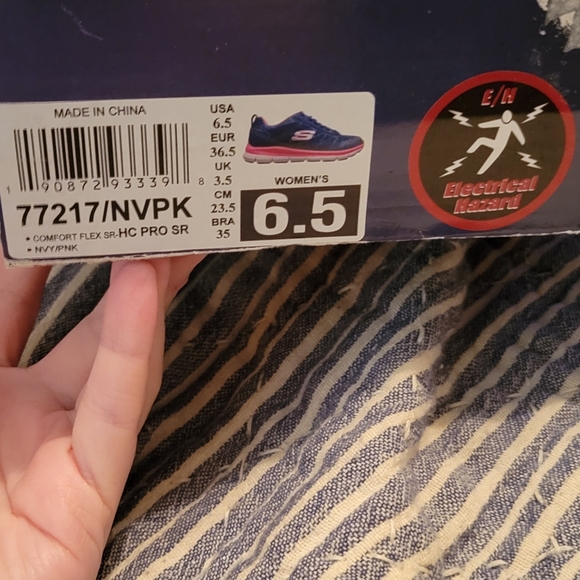 MADE IN CHINA
1 90872 93339 8
77217/NVPK
• COMFORT FLEX SR-HC PRO SR
• NVY/PNK
USA
6.5
EUR
36.5
UK
3.5
CM
23.5
BRA
35
WOMEN'S
6.5
E/H
Electrical
Hazard